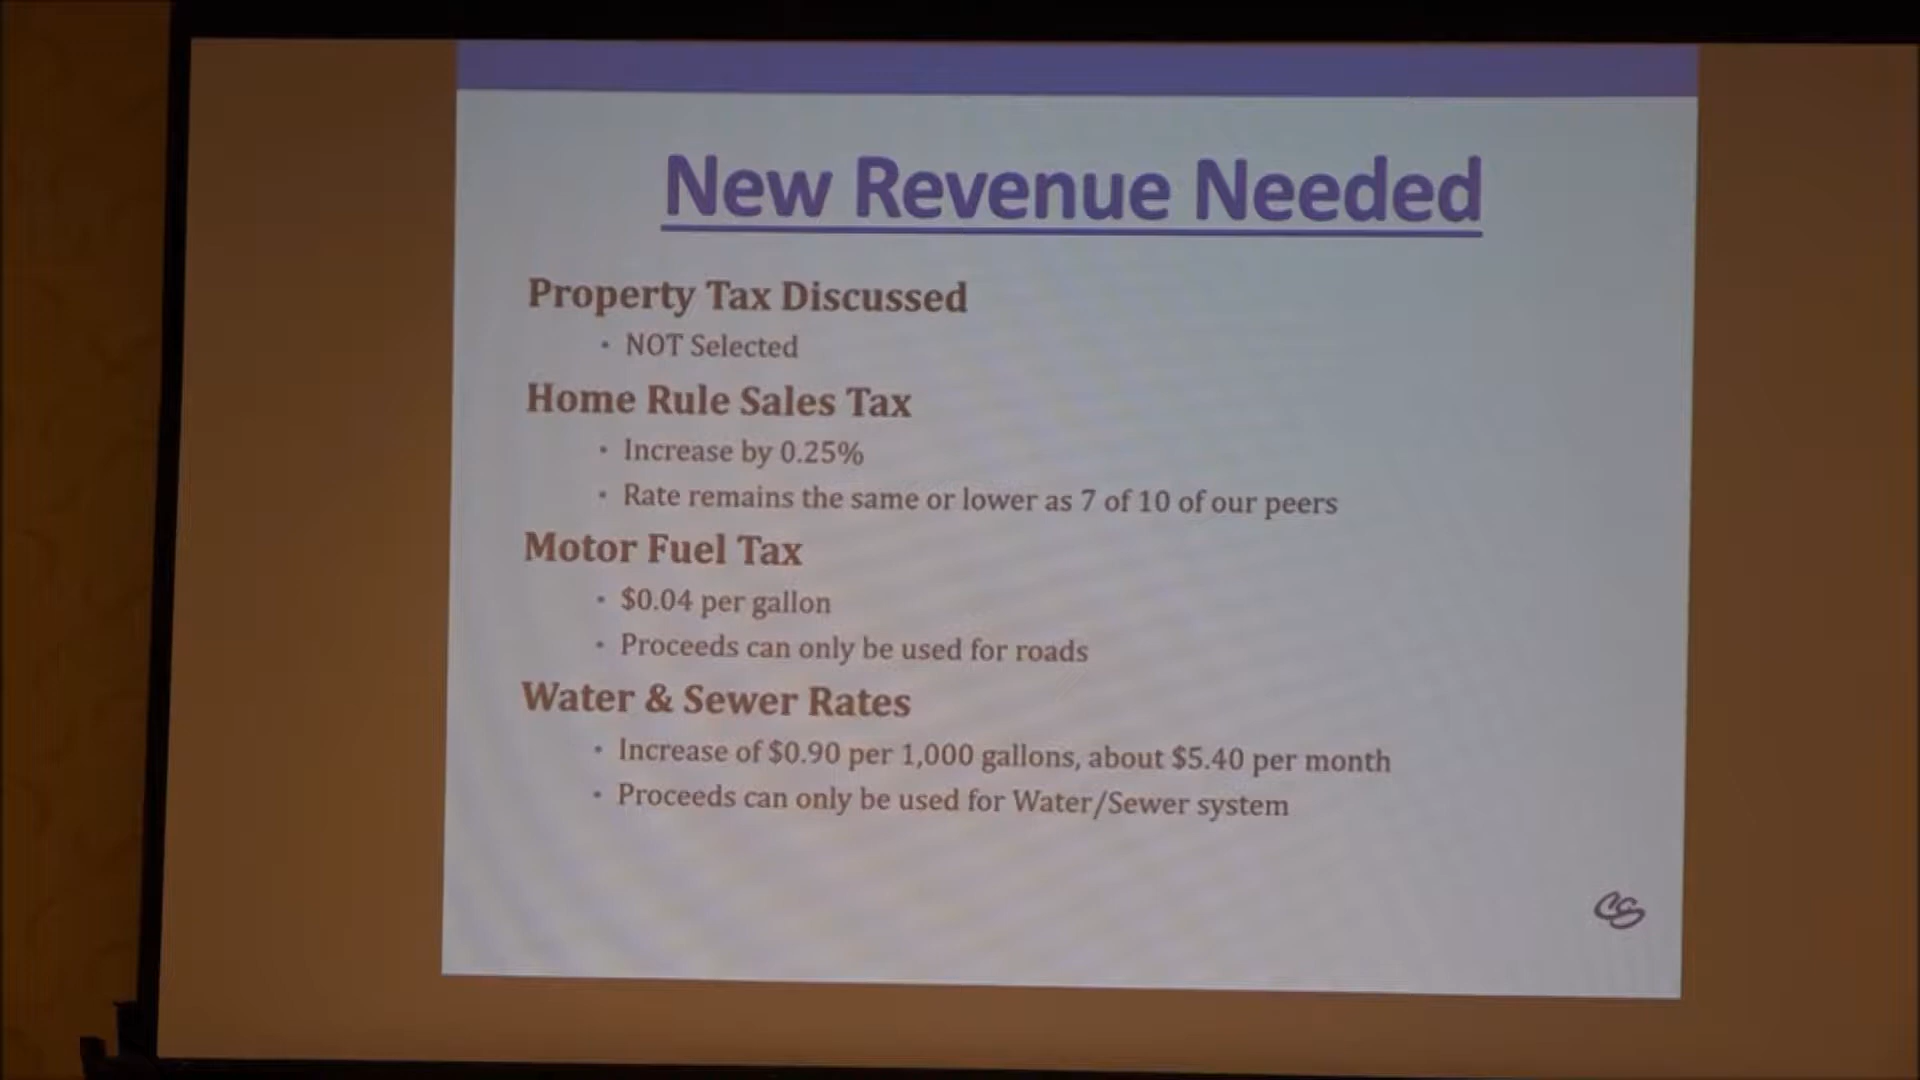 New Revenue Needed
Property Tax Discussed
• NOT Selected
Home Rule Sales Tax
• Increase by 0.25%
• Rate remains the same or lower as 7 of 10 of our peers
Motor Fuel Tax
• $0.04 per gallon
• Proceeds can only be used for roads
Water & Sewer Rates
• Increase of $0.90 per 1,000 gallons, about $5.40 per month
• Proceeds can only be used for Water/Sewer system
CS